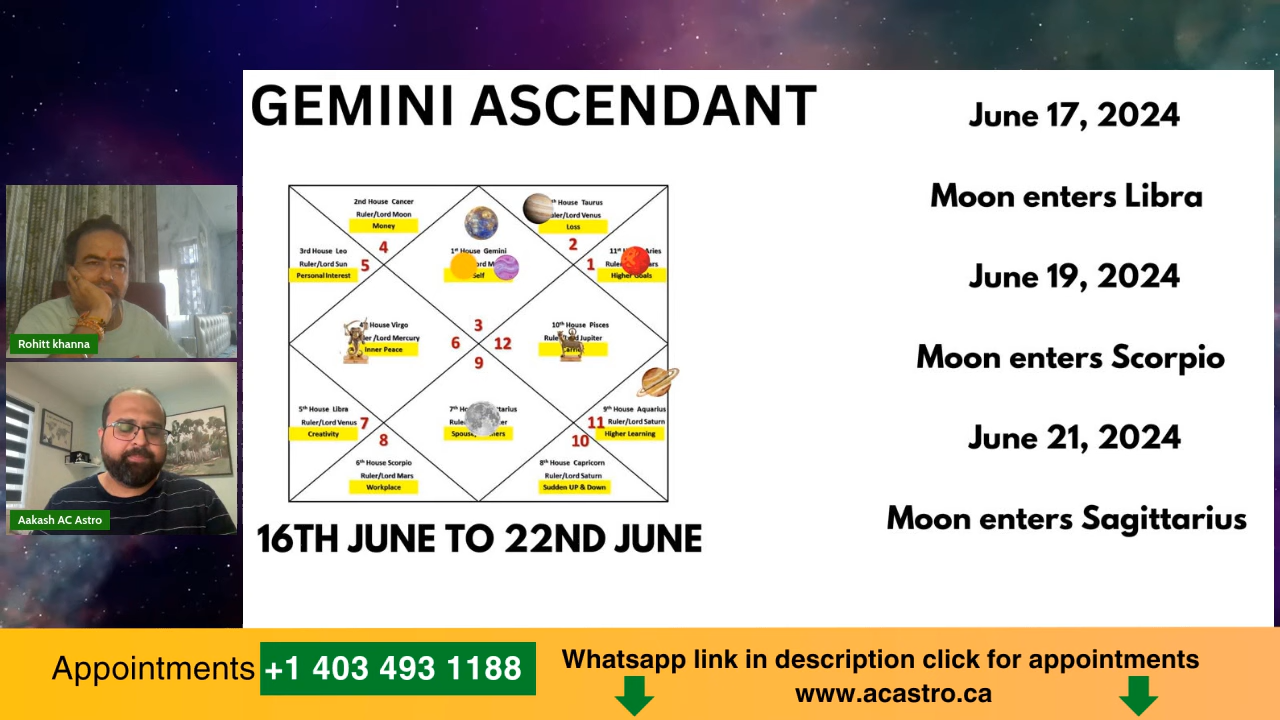 GEMINI ASCENDANT
June 17, 2024
Moon enters Libra
June 19, 2024
Moon enters Scorpio
June 21, 2024
Moon enters Sagittarius
2nd House Cancer
Ruler/Lord Moon
Money
4
House Taurus
Venus
Loss
2
3rd House Leo
Ruler/Lord Sun
Personal Interest
5
1st House Gemini
Self
1
11th
Higher Goals
House Virgo
Mercury
Inner Peace
3
6
12
9
10th House Pisces
Jupiter
5th House Libra
Ruler/Lord Venus
Creativity
7
8
7th
9th House Aquarius
Ruler/Lord Saturn
Higher Learning
11
10
6th House Scorpio
Ruler/Lord Mars
Workplace
8th House Capricorn
Ruler/Lord Saturn
Sudden UP & Down
16TH JUNE TO 22ND JUNE
Rohitt khanna
Aakash AC Astro
Appointments +1 403 493 1188
Whatsapp link in description click for appointments
www.acastro.ca